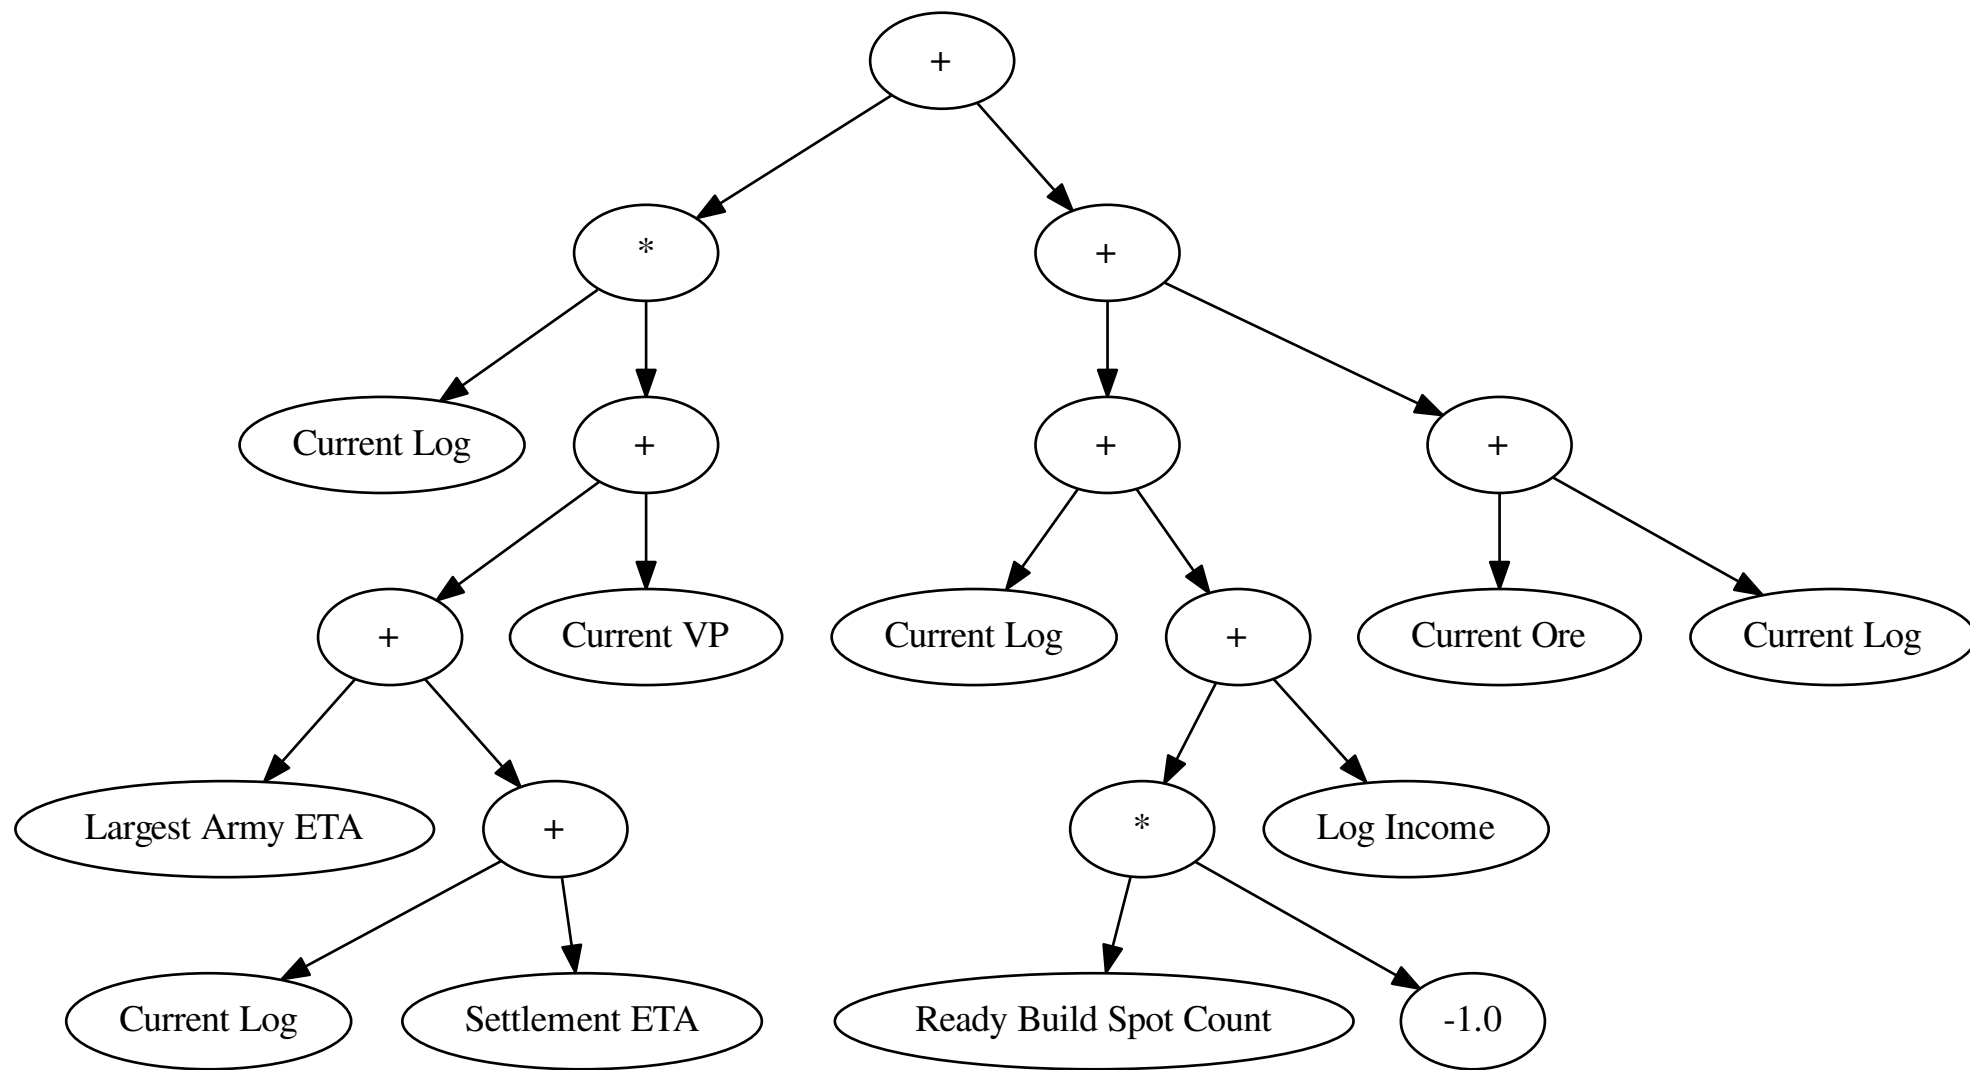 +
*
+
Current Log
+
+
+
+
Current VP
Current Log
+
Current Ore
Current Log
Largest Army ETA
+
*
Log Income
Current Log
Settlement ETA
Ready Build Spot Count
-1.0